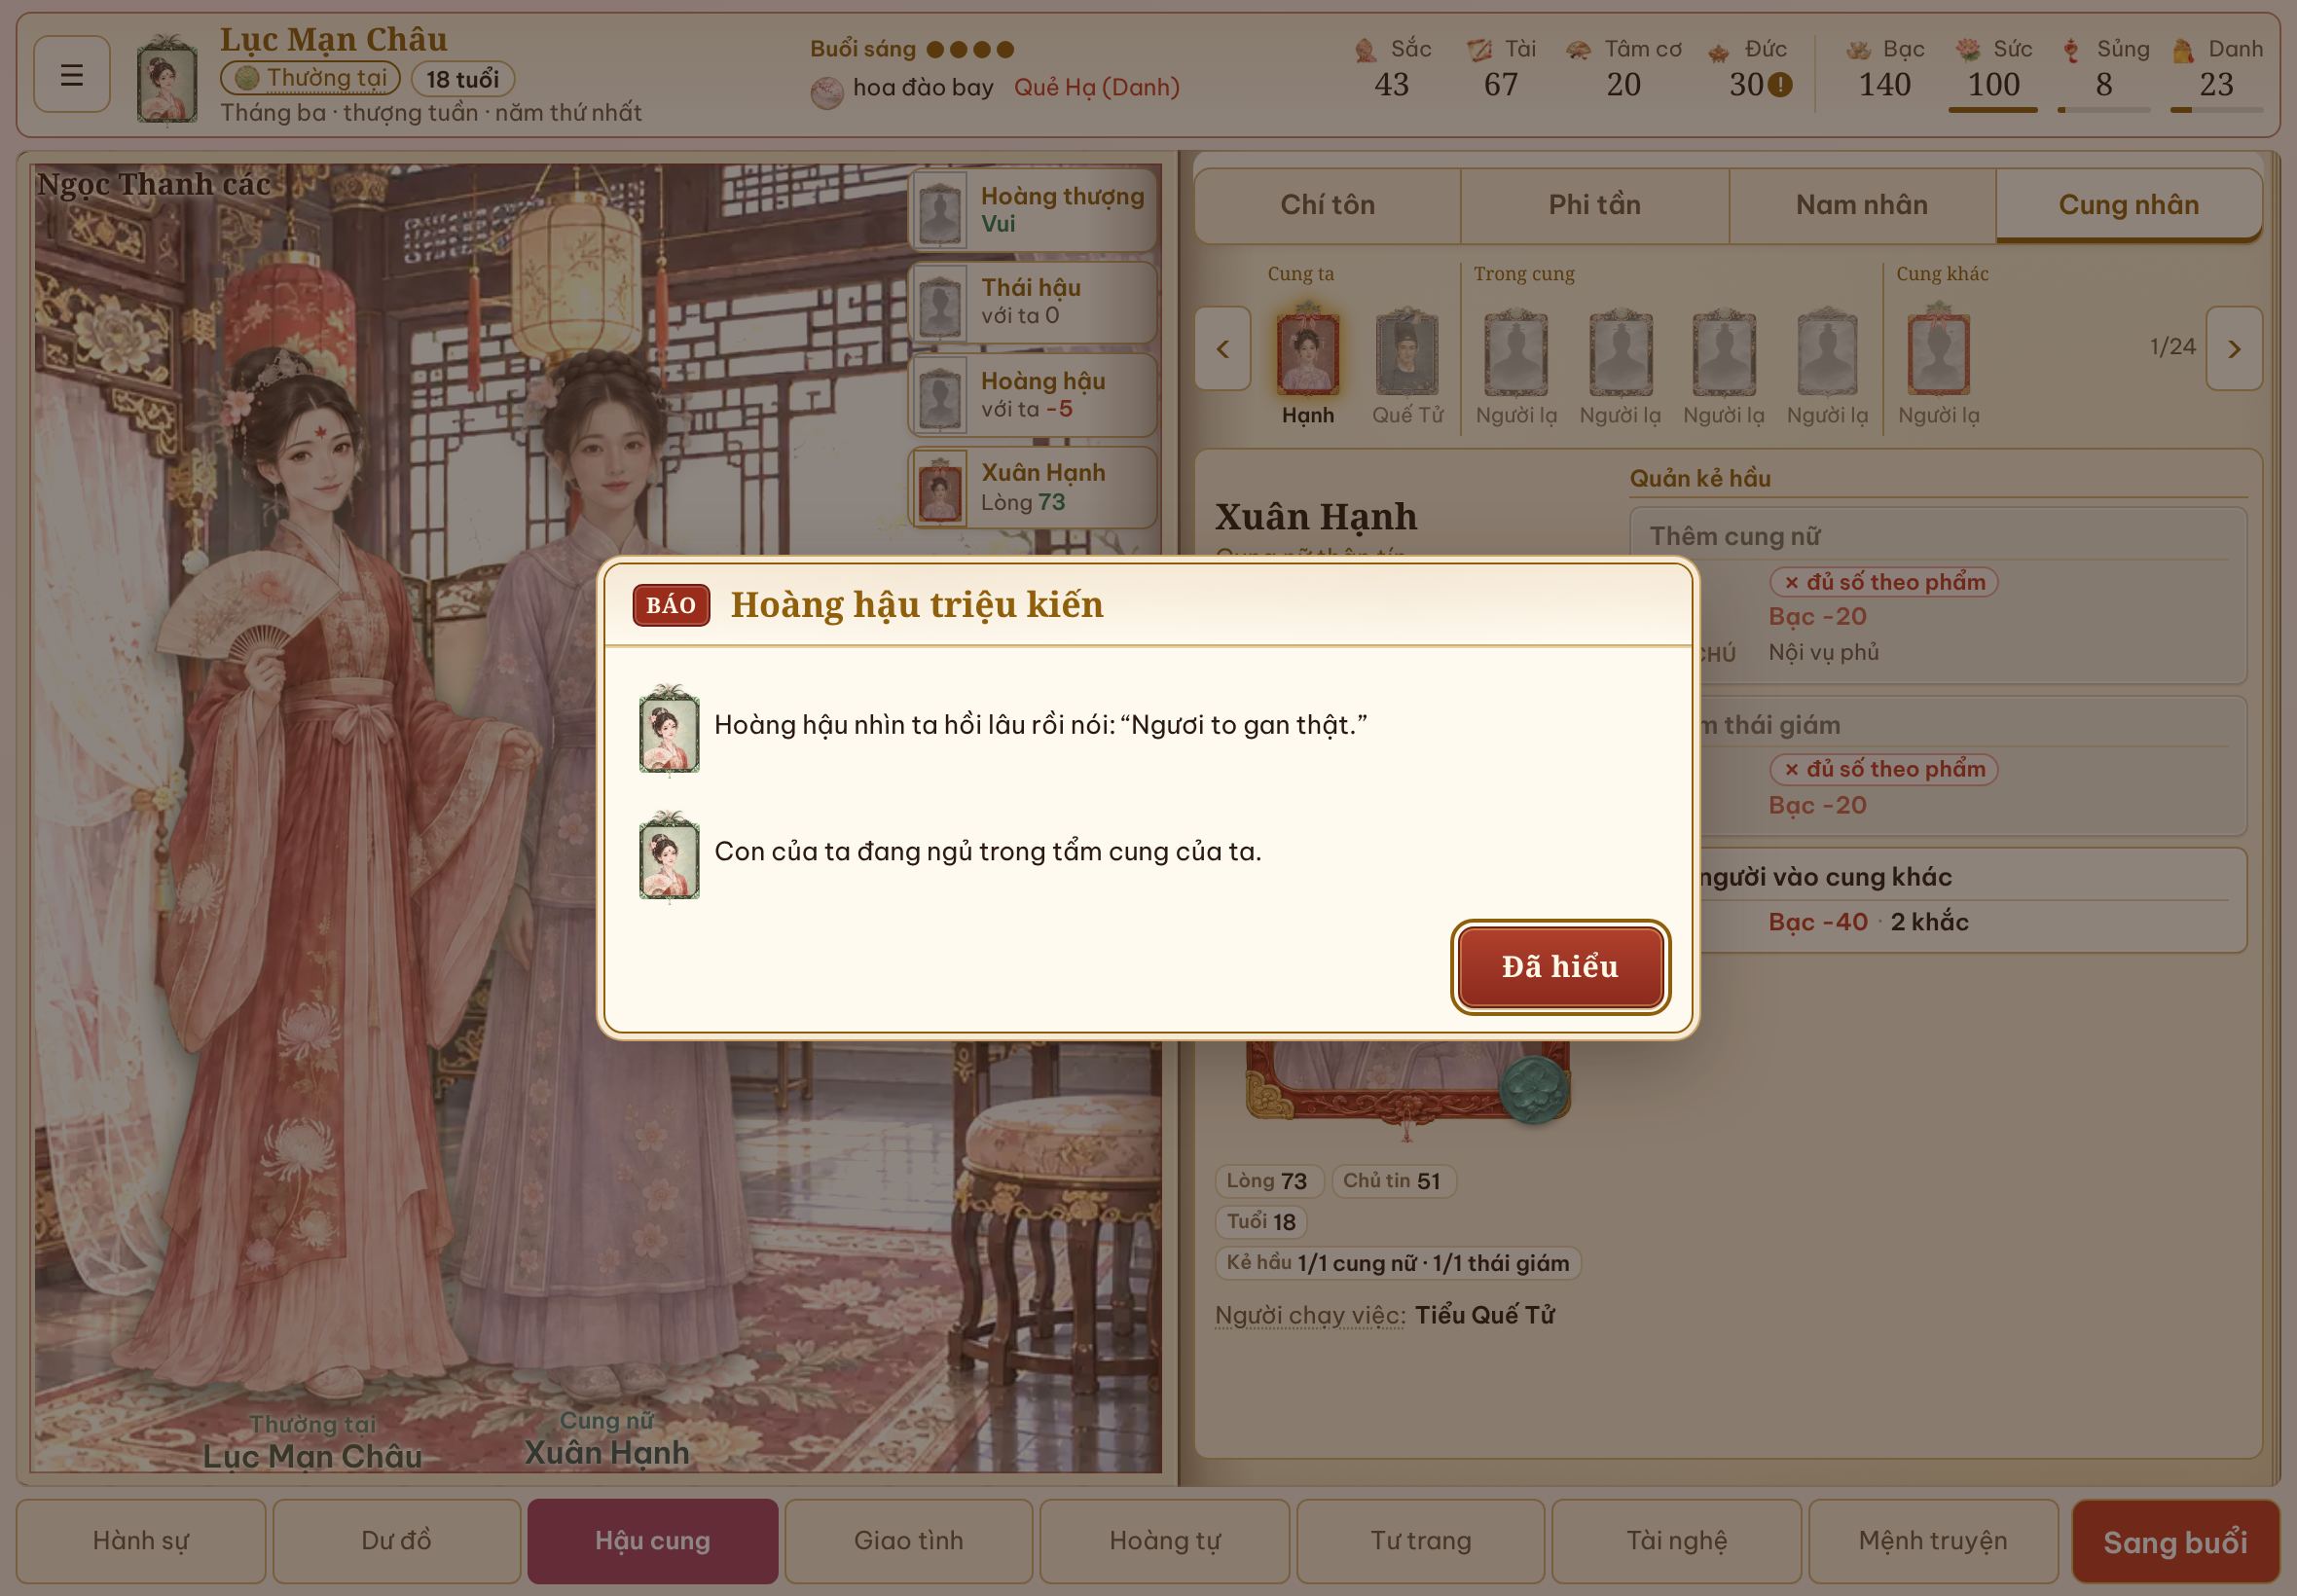 ☰
Lục Mạn Châu
Thường tại
18 tuổi
Tháng ba · thượng tuần · năm thứ nhất
Buổi sáng
hoa đào bay
Quẻ Hạ (Danh)
Sắc
43
Tài
67
Tâm cơ
20
Đức
30
!
Bạc
140
Sức
100
Sủng
8
Danh
23
Ngọc Thanh các
Hoàng thượng
Vui
Thái hậu
với ta 0
Hoàng hậu
với ta -5
Xuân Hạnh
Lòng 73
Thường tại
Lục Mạn Châu
Cung nữ
Xuân Hạnh
Chí tôn
Phi tần
Nam nhân
Cung nhân
Cung ta
Trong cung
Cung khác
Hạnh
Quế Tử
Người lạ
Người lạ
Người lạ
Người lạ
Người lạ
1/24
Xuân Hạnh
Quản kẻ hầu
Thêm cung nữ
× đủ số theo phẩm
Bạc -20
CHÚ
Nội vụ phủ
thái giám
× đủ số theo phẩm
Bạc -20
người vào cung khác
Bạc -40 · 2 khắc
BÁO
Hoàng hậu triệu kiến
Hoàng hậu nhìn ta hồi lâu rồi nói: “Ngươi to gan thật.”
Con của ta đang ngủ trong tẩm cung của ta.
Đã hiểu
Lòng 73
Chủ tin 51
Tuổi 18
Kẻ hầu 1/1 cung nữ · 1/1 thái giám
Người chạy việc: Tiểu Quế Tử
Hành sự
Dư đồ
Hậu cung
Giao tình
Hoàng tự
Tư trang
Tài nghệ
Mệnh truyện
Sang buổi